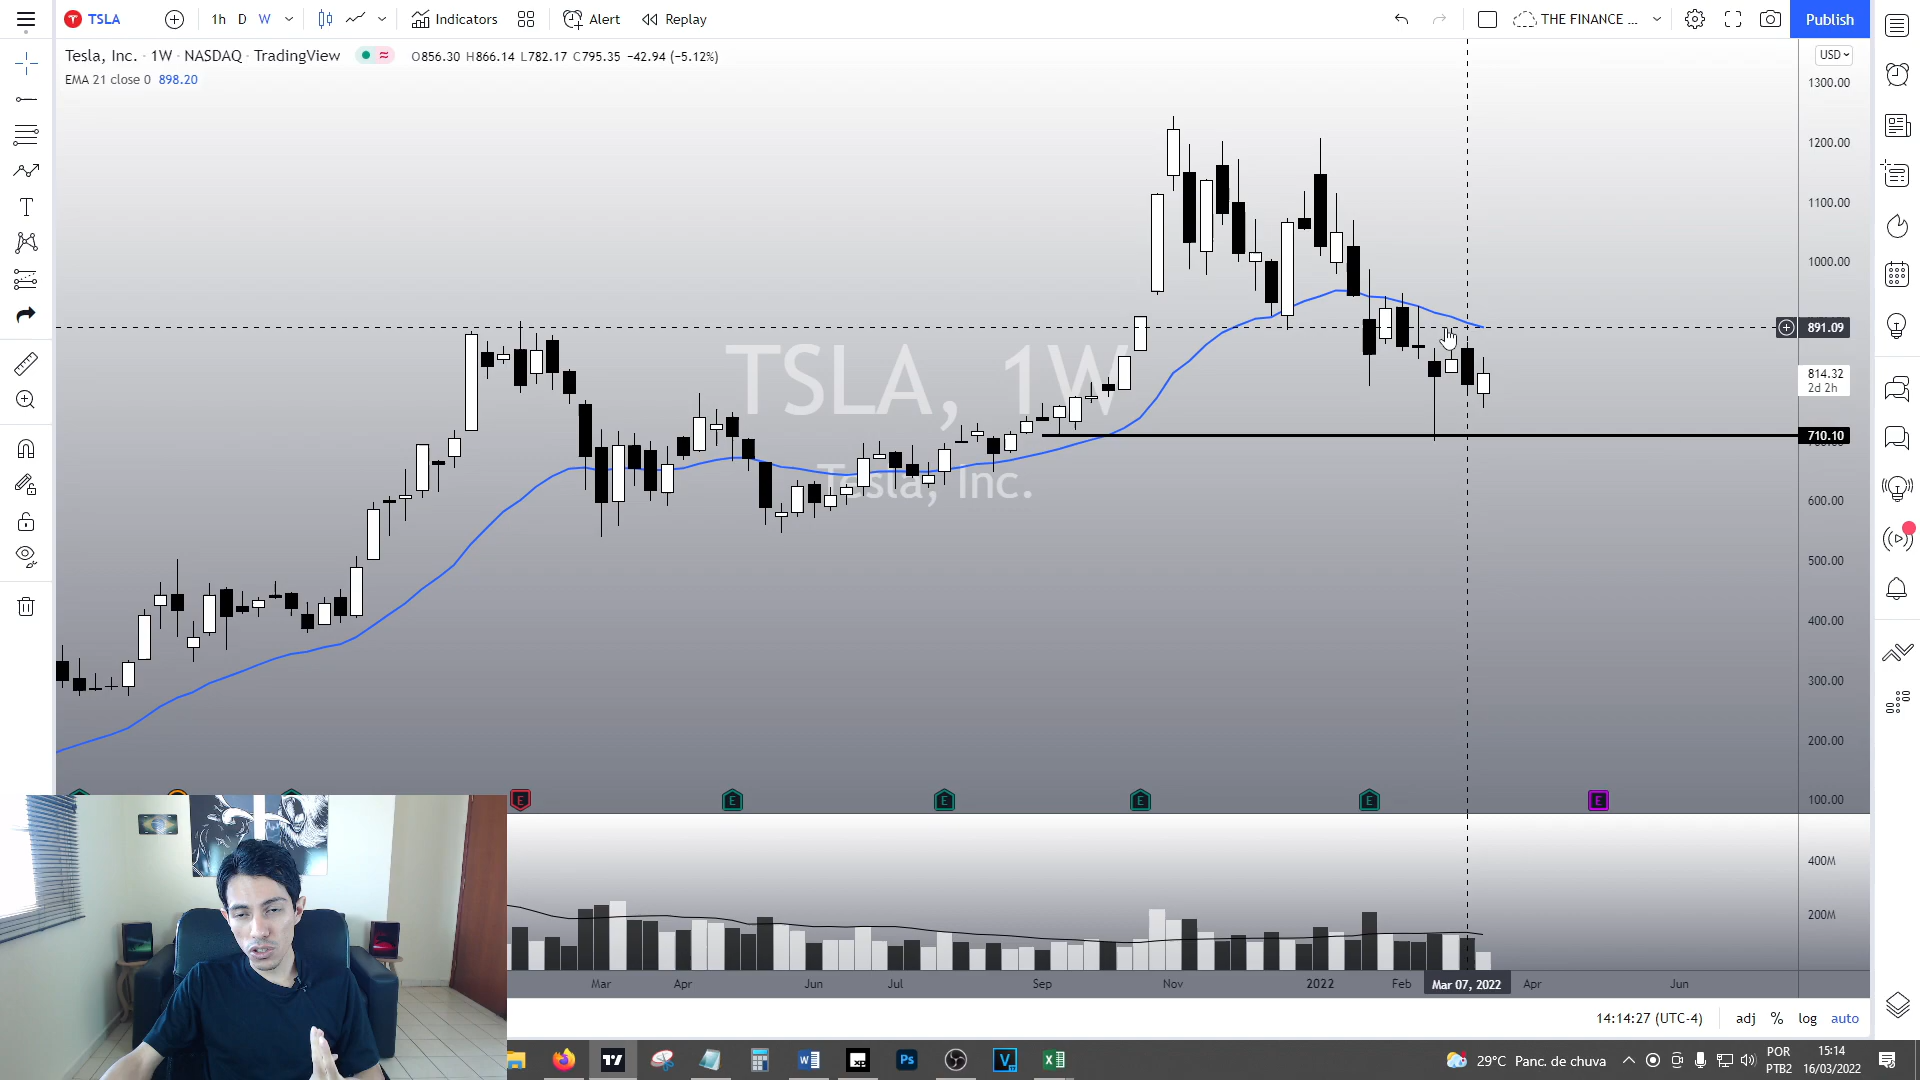 TSLA
1h D W
Indicators
Alert
Replay
THE FINANCE ...
Publish
Tesla, Inc. · 1W · NASDAQ · TradingView
O856.30 H866.14 L782.17 C795.35 −42.94 (−5.12%)
USD
EMA 21 close 0 898.20
1300.00
1200.00
1100.00
1000.00
891.09
814.32
2d 2h
710.10
600.00
500.00
400.00
300.00
200.00
100.00
TSLA, 1W
Tesla, Inc.
E E E E E E
400M
200M
Mar Apr Jun Jul Sep Nov 2022 Feb Mar 07, 2022 Apr Jun
14:14:27 (UTC-4) adj % log auto
Ps
V
29°C Panc. de chuva
POR
PTB2
15:14
16/03/2022